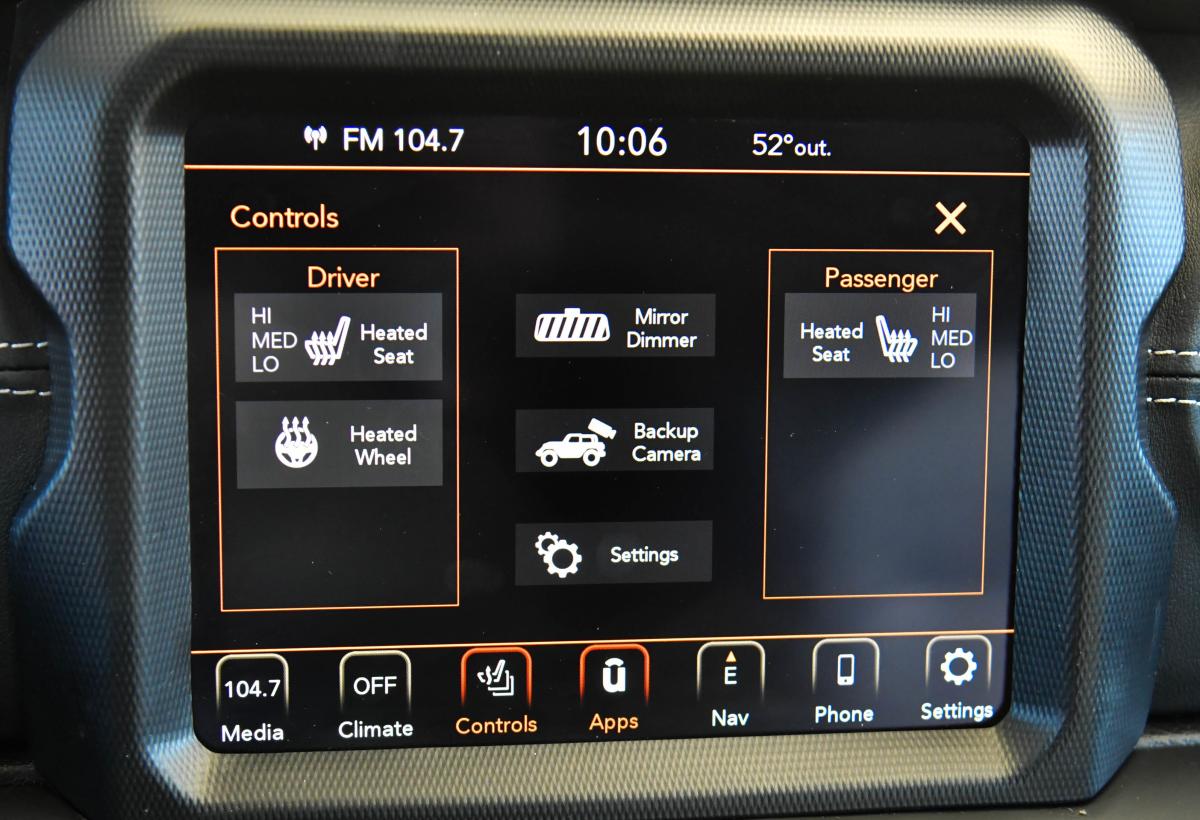 FM 104.7
10:06
52°out.
Controls
X
Driver
HI
MED
LO
Heated
Seat
Heated
Wheel
Mirror
Dimmer
Backup
Camera
Settings
Passenger
Heated
Seat
HI
MED
LO
104.7
Media
OFF
Climate
Controls
ū
Apps
E
Nav
Phone
Settings